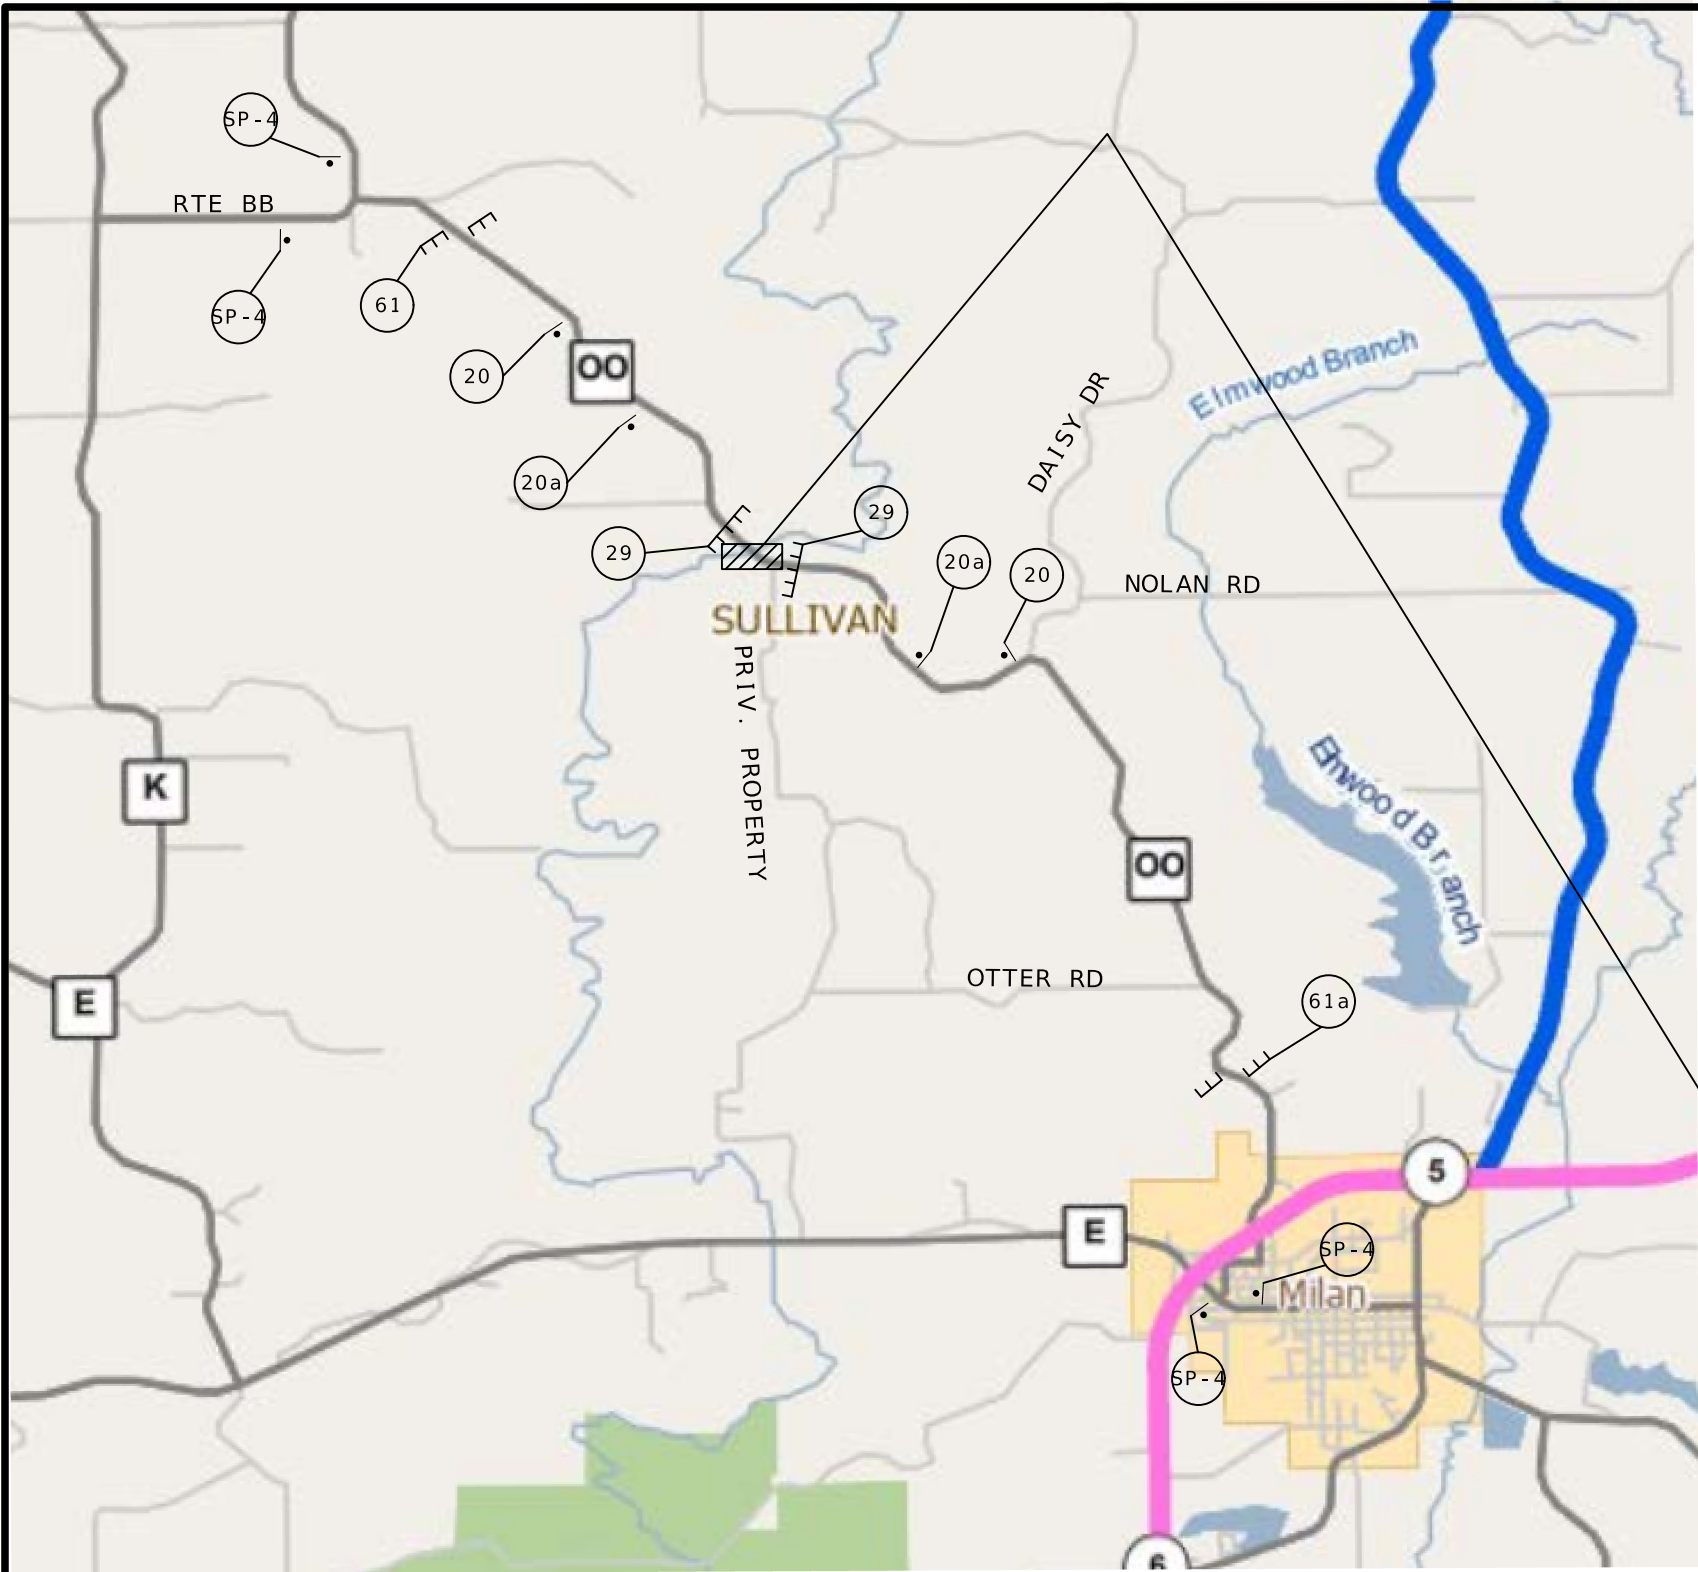 SP-4
RTE BB
SP-4
61
20
OO
Elmwood Branch
DAISY DR
20a
29
29
20a
20
NOLAN RD
SULLIVAN
PRIV. PROPERTY
K
Elmwood Branch
OO
OTTER RD
E
61a
5
E
SP-4
Milan
SP-4
6